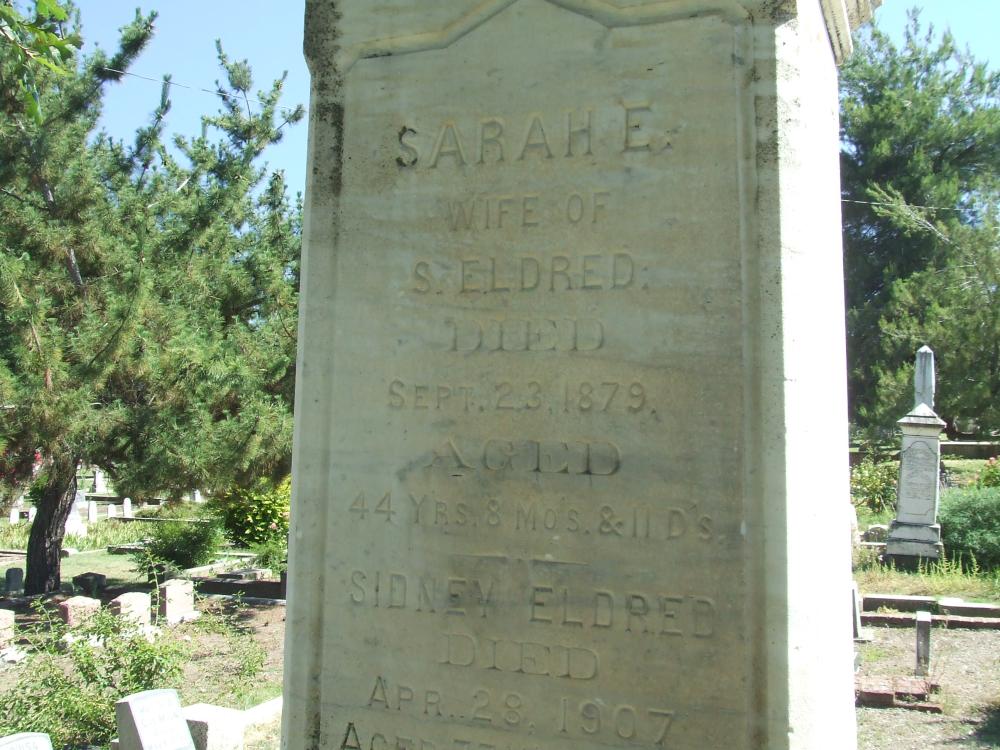 SARAH E.
WIFE OF
S. ELDRED.
DIED
SEPT. 23, 1879.
AGED
44 YRS. 8 MO'S. & 11 D'S.
SIDNEY ELDRED
DIED
APR. 28, 1907
AGED